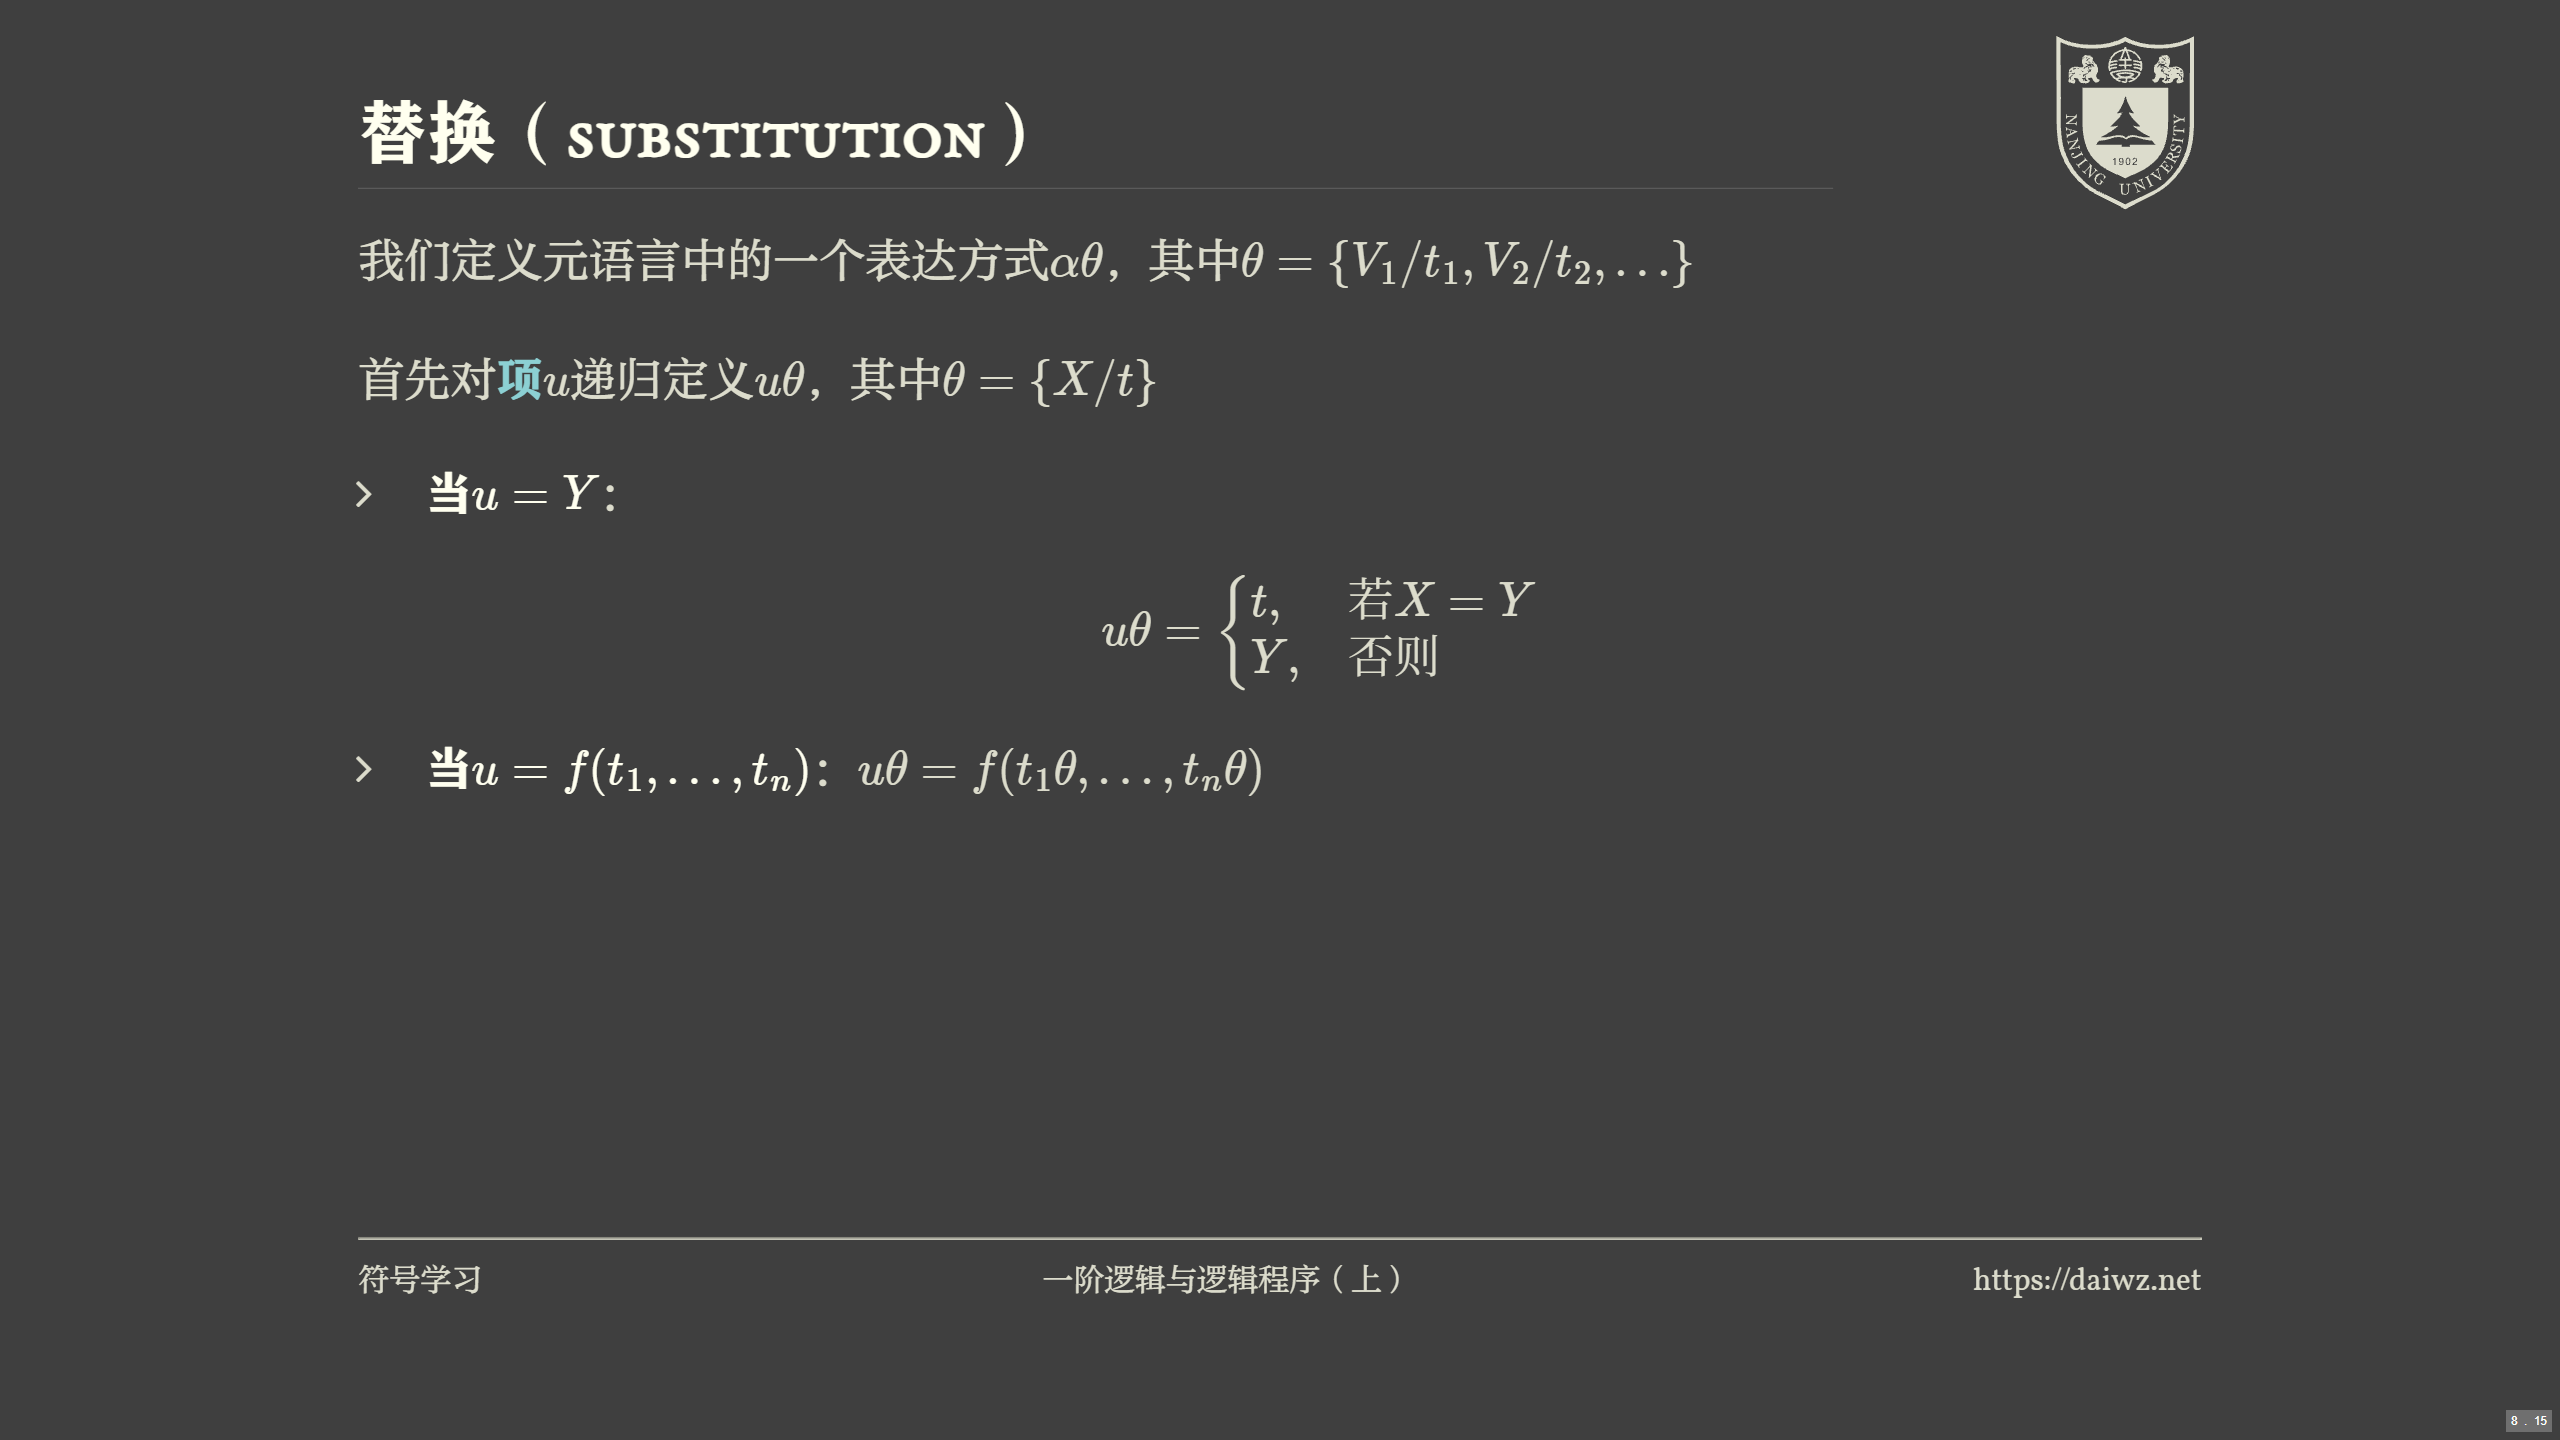 替换（SUBSTITUTION）
NANJING UNIVERSITY
1902
我们定义元语言中的一个表达方式αθ，其中θ = {V₁/t₁, V₂/t₂, …}
首先对项u递归定义uθ，其中θ = {X/t}
当u = Y：
uθ = { t, 若X = Y
Y, 否则
当u = f(t₁, …, tₙ)：uθ = f(t₁θ, …, tₙθ)
符号学习 一阶逻辑与逻辑程序（上） https://daiwz.net
8 . 15